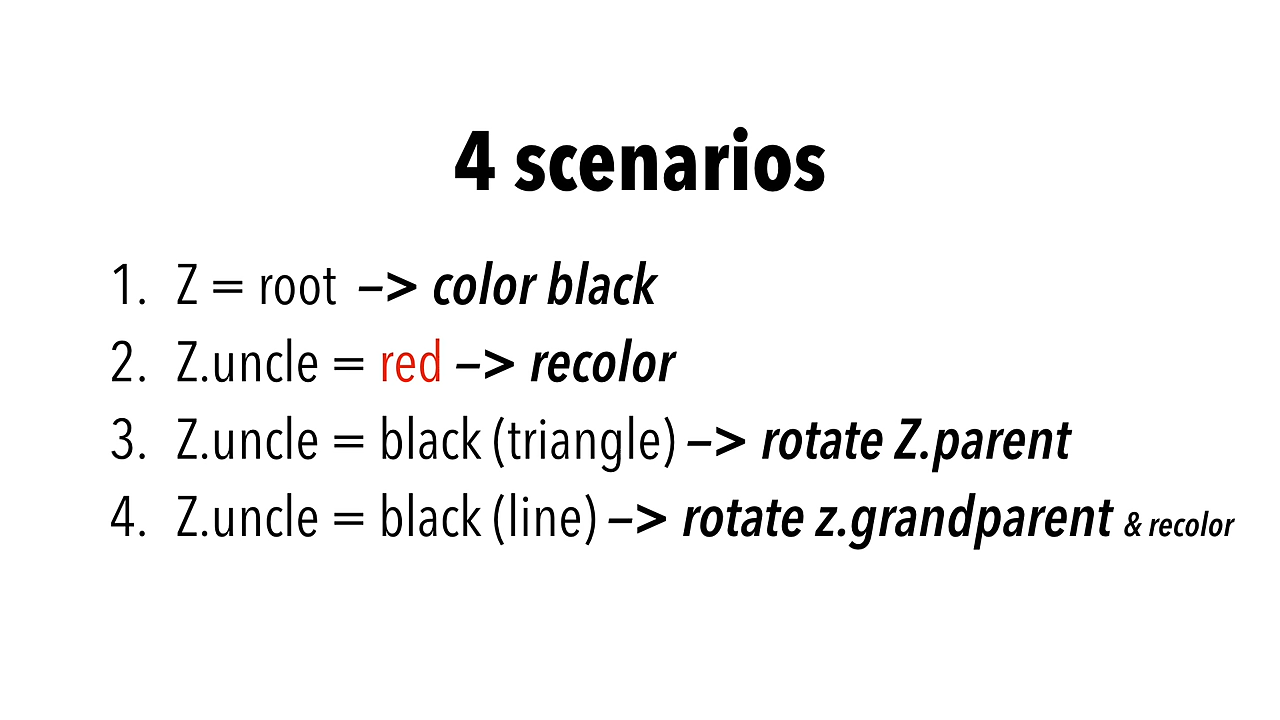 4 scenarios
1. Z = root –> color black
2. Z.uncle = red –> recolor
3. Z.uncle = black (triangle) –> rotate Z.parent
4. Z.uncle = black (line) –> rotate z.grandparent & recolor